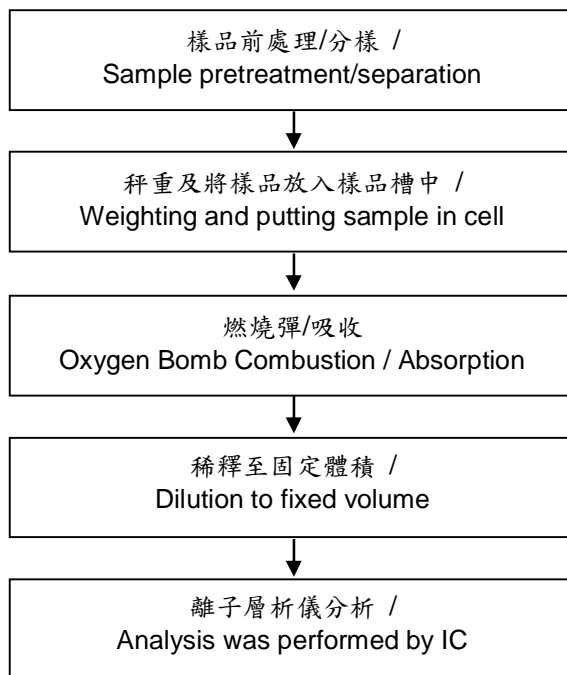 樣品前處理/分樣 /
Sample pretreatment/separation
秤重及將樣品放入樣品槽中 /
Weighting and putting sample in cell
燃燒彈/吸收
Oxygen Bomb Combustion / Absorption
稀釋至固定體積 /
Dilution to fixed volume
離子層析儀分析 /
Analysis was performed by IC